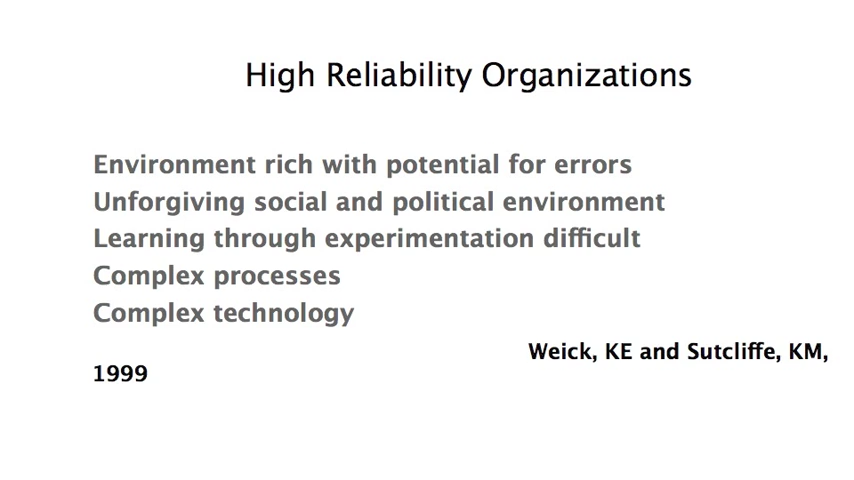 High Reliability Organizations
Environment rich with potential for errors
Unforgiving social and political environment
Learning through experimentation difficult
Complex processes
Complex technology
Weick, KE and Sutcliffe, KM,
1999